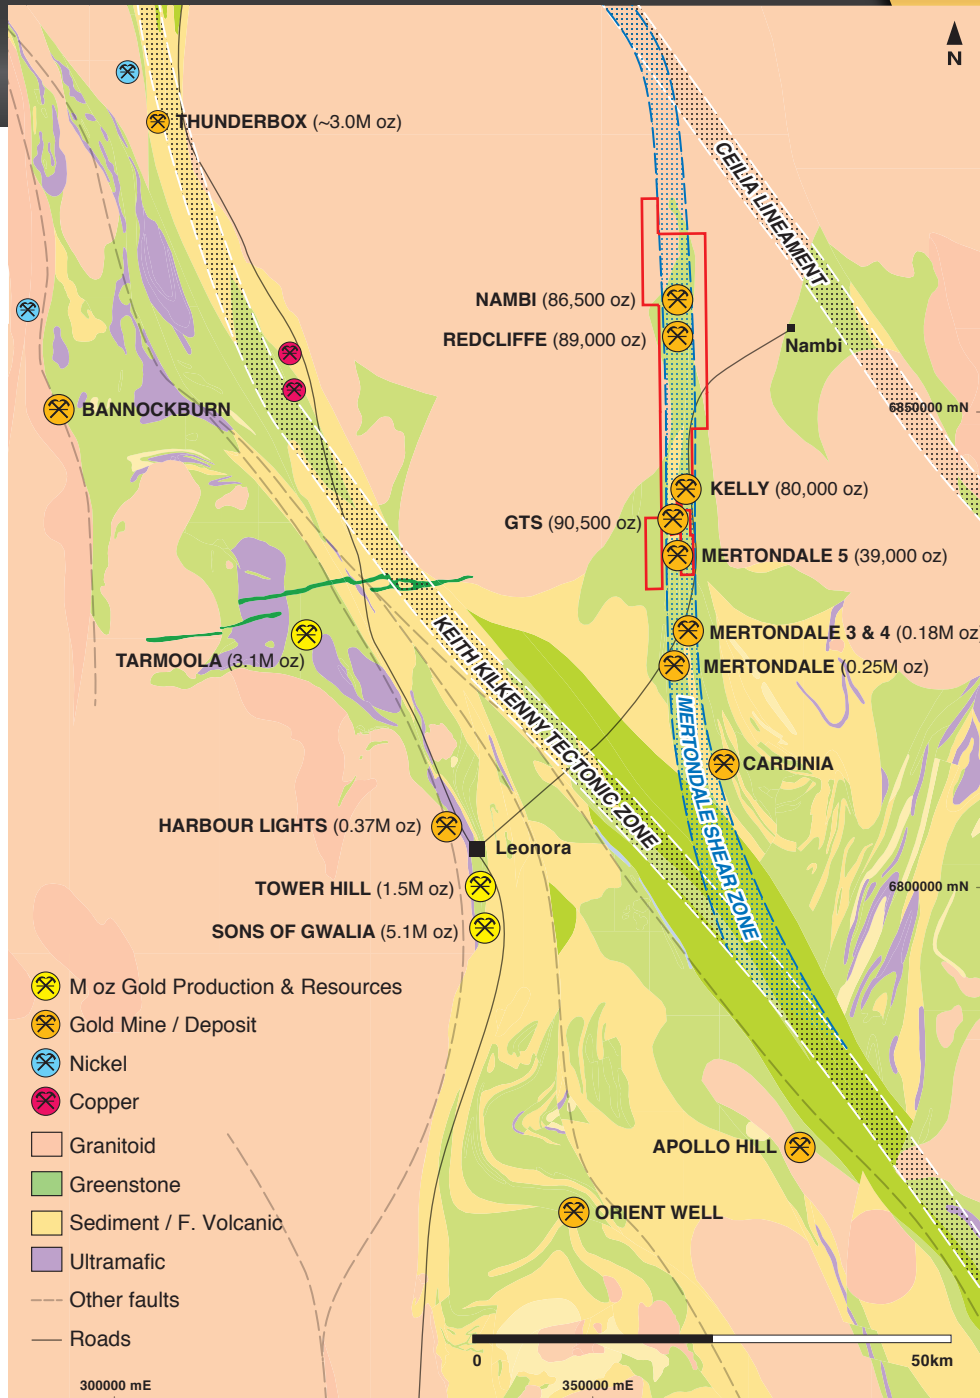 N
THUNDERBOX (~3.0M oz)
CEILIA LINEAMENT
NAMBI (86,500 oz)
REDCLIFFE (89,000 oz)
Nambi
BANNOCKBURN
6850000 mN
KELLY (80,000 oz)
GTS (90,500 oz)
MERTONDALE 5 (39,000 oz)
MERTONDALE 3 & 4 (0.18M oz)
TARMOOLA (3.1M oz)
MERTONDALE (0.25M oz)
KEITH KILKENNY TECTONIC ZONE
MERTONDALE SHEAR ZONE
CARDINIA
HARBOUR LIGHTS (0.37M oz)
Leonora
TOWER HILL (1.5M oz)
6800000 mN
SONS OF GWALIA (5.1M oz)
M oz Gold Production & Resources
Gold Mine / Deposit
Nickel
Copper
Granitoid
Greenstone
Sediment / F. Volcanic
Ultramafic
Other faults
Roads
APOLLO HILL
ORIENT WELL
0
50km
300000 mE
350000 mE